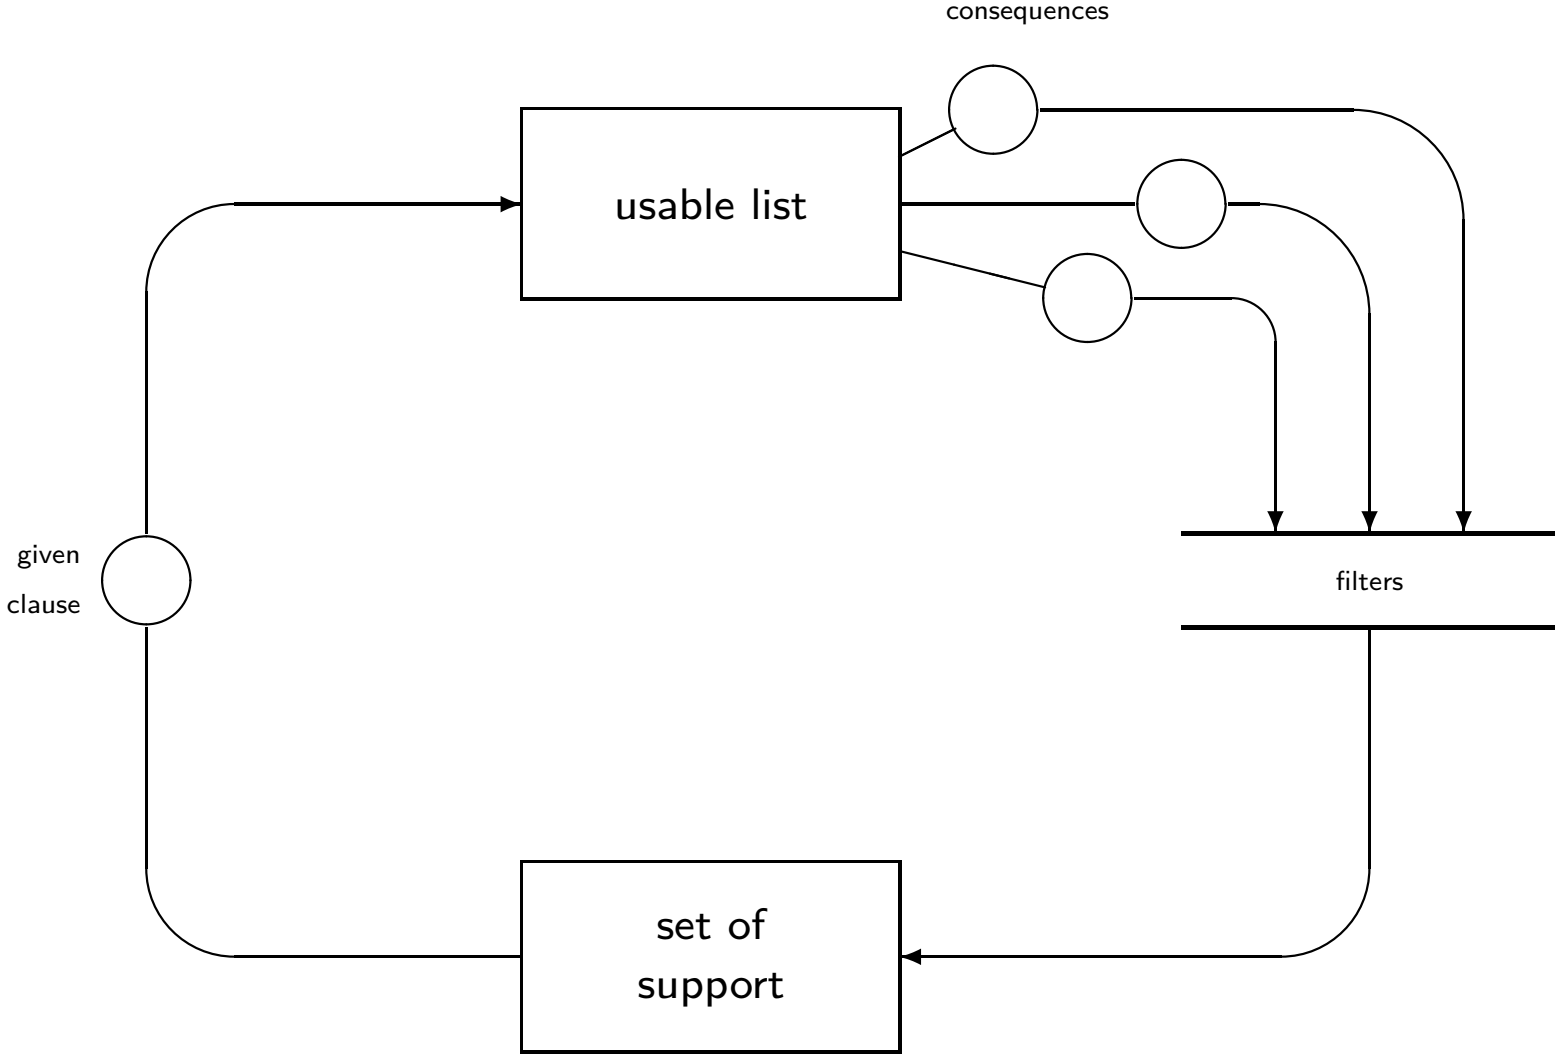 consequences
usable list
given
clause
filters
set of
support